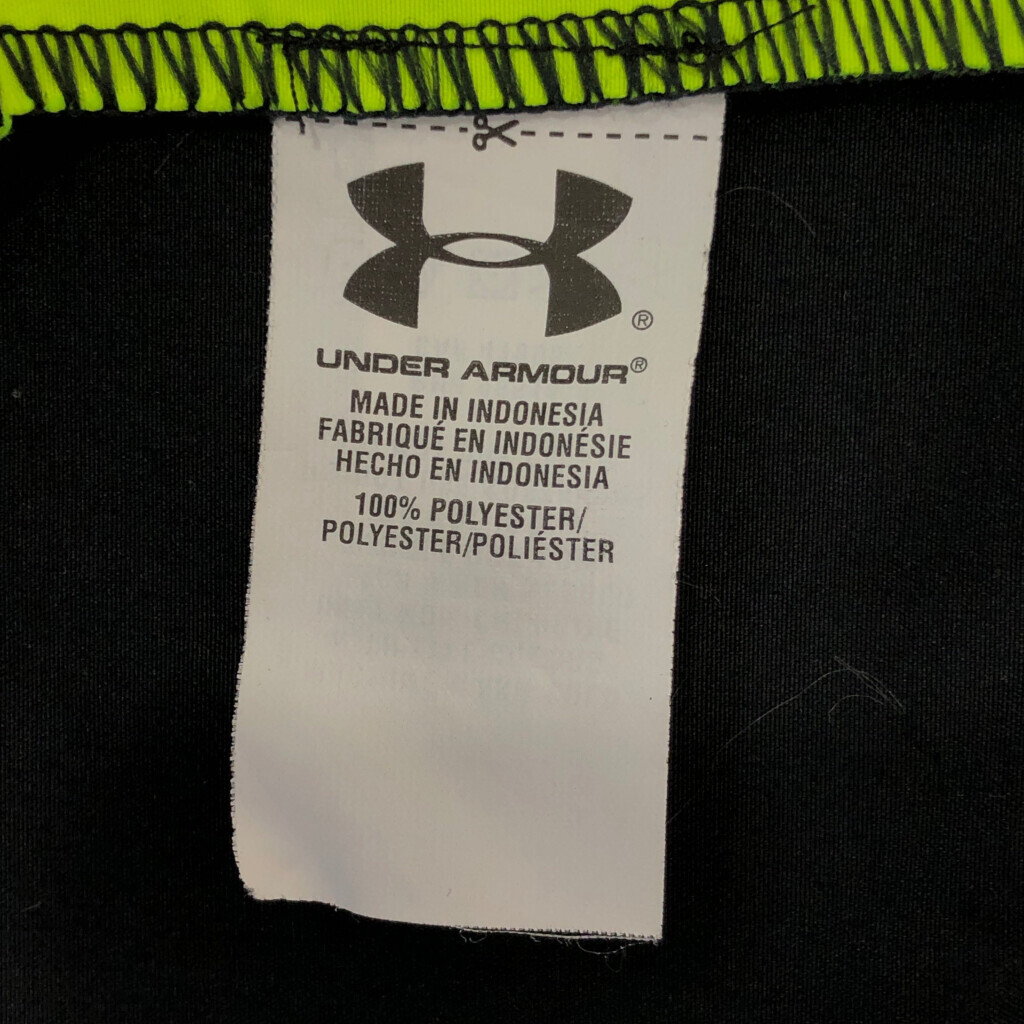 ®
UNDER ARMOUR®
MADE IN INDONESIA
FABRIQUÉ EN INDONÉSIE
HECHO EN INDONESIA
100% POLYESTER/
POLYESTER/POLIÉSTER